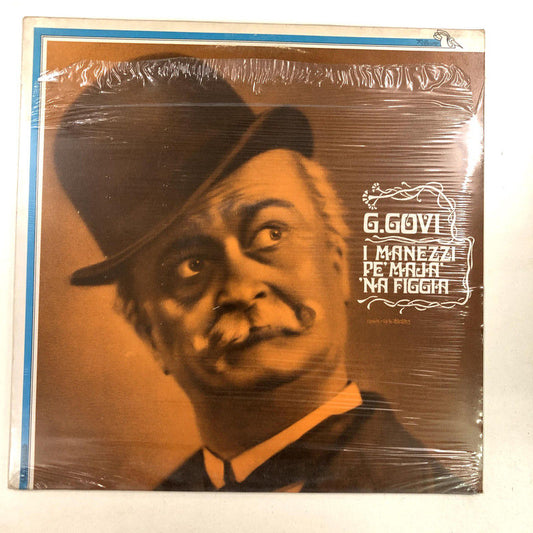 G.GOVI
I MANEZZI
PE' MAJA'
'NA FIGGIA